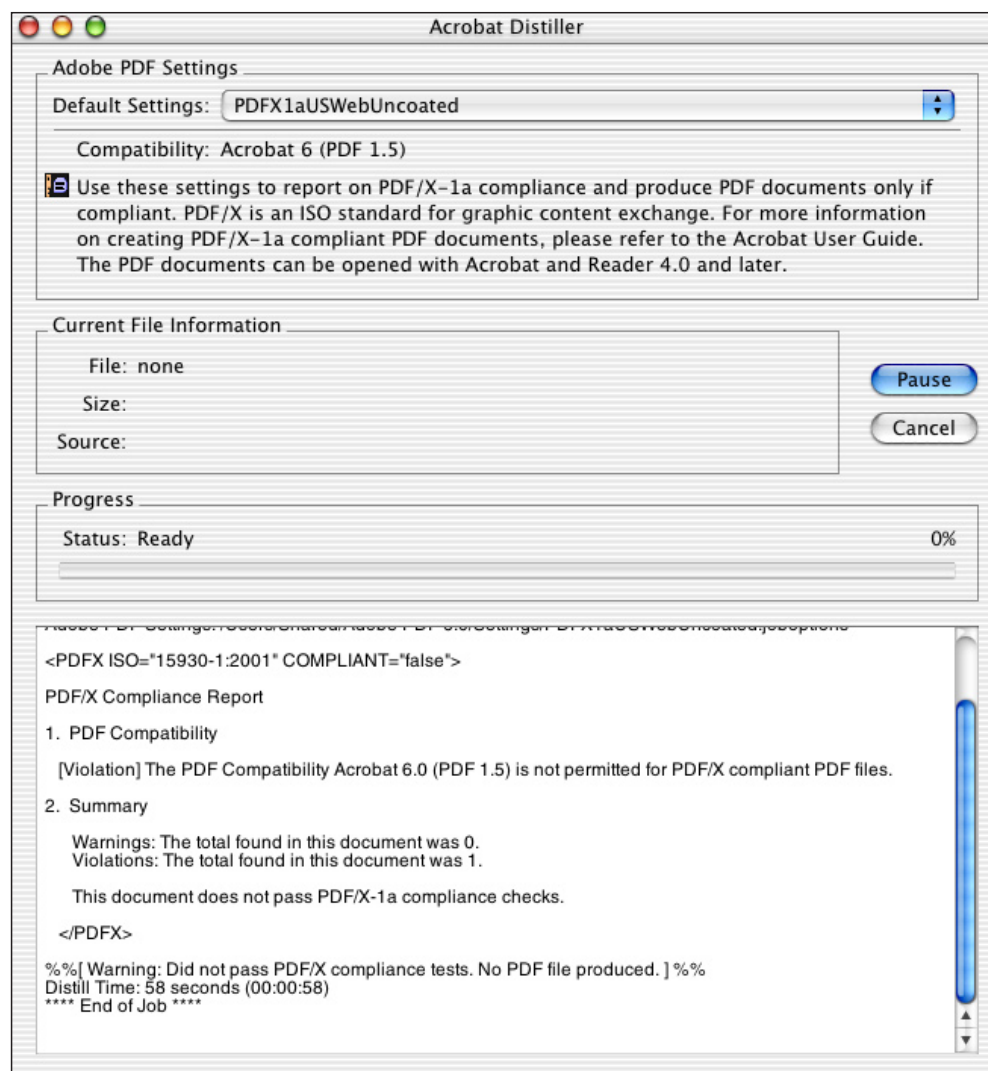 Acrobat Distiller
Adobe PDF Settings
Default Settings: PDFX1aUSWebUncoated
Compatibility: Acrobat 6 (PDF 1.5)
Use these settings to report on PDF/X-1a compliance and produce PDF documents only if
compliant. PDF/X is an ISO standard for graphic content exchange. For more information
on creating PDF/X-1a compliant PDF documents, please refer to the Acrobat User Guide.
The PDF documents can be opened with Acrobat and Reader 4.0 and later.
Current File Information
File: none
Size:
Source:
Pause
Cancel
Progress
Status: Ready 0%
<PDFX ISO="15930-1:2001" COMPLIANT="false">
PDF/X Compliance Report
1. PDF Compatibility
[Violation] The PDF Compatibility Acrobat 6.0 (PDF 1.5) is not permitted for PDF/X compliant PDF files.
2. Summary
Warnings: The total found in this document was 0.
Violations: The total found in this document was 1.
This document does not pass PDF/X-1a compliance checks.
</PDFX>
%%[ Warning: Did not pass PDF/X compliance tests. No PDF file produced. ] %%
Distill Time: 58 seconds (00:00:58)
**** End of Job ****